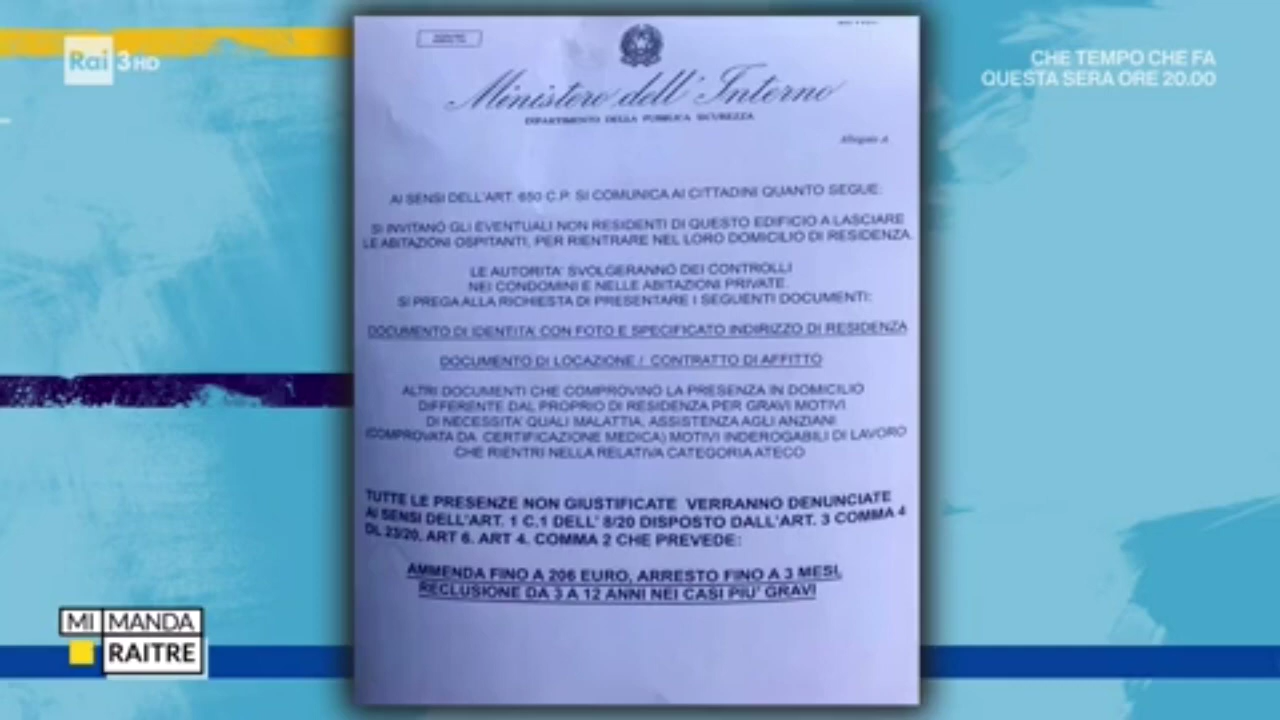 Rai 3HD
CHE TEMPO CHE FA
QUESTA SERA ORE 20.00
Ministero dell'Interno
DIPARTIMENTO DELLA PUBBLICA SICUREZZA
Allegato A
AI SENSI DELL'ART. 650 C.P. SI COMUNICA AI CITTADINI QUANTO SEGUE:
SI INVITANO GLI EVENTUALI NON RESIDENTI DI QUESTO EDIFICIO A LASCIARE
LE ABITAZIONI OSPITANTI, PER RIENTRARE NEL LORO DOMICILIO DI RESIDENZA.
LE AUTORITA' SVOLGERANNO DEI CONTROLLI
NEI CONDOMINI E NELLE ABITAZIONI PRIVATE.
SI PREGA ALLA RICHIESTA DI PRESENTARE I SEGUENTI DOCUMENTI:
DOCUMENTO DI IDENTITA' CON FOTO E SPECIFICATO INDIRIZZO DI RESIDENZA
DOCUMENTO DI LOCAZIONE / CONTRATTO DI AFFITTO
ALTRI DOCUMENTI CHE COMPROVINO LA PRESENZA IN DOMICILIO
DIFFERENTE DAL PROPRIO DI RESIDENZA PER GRAVI MOTIVI
DI NECESSITA' QUALI MALATTIA, ASSISTENZA AGLI ANZIANI
(COMPROVATA DA CERTIFICAZIONE MEDICA) MOTIVI INDEROGABILI DI LAVORO
CHE RIENTRI NELLA RELATIVA CATEGORIA ATECO
TUTTE LE PRESENZE NON GIUSTIFICATE VERRANNO DENUNCIATE
AI SENSI DELL'ART. 1 C.1 DELL' 8/20 DISPOSTO DALL'ART. 3 COMMA 4
DL 23/20, ART 6, ART 4, COMMA 2 CHE PREVEDE:
AMMENDA FINO A 206 EURO, ARRESTO FINO A 3 MESI,
RECLUSIONE DA 3 A 12 ANNI NEI CASI PIU' GRAVI
MI MANDA
RAITRE